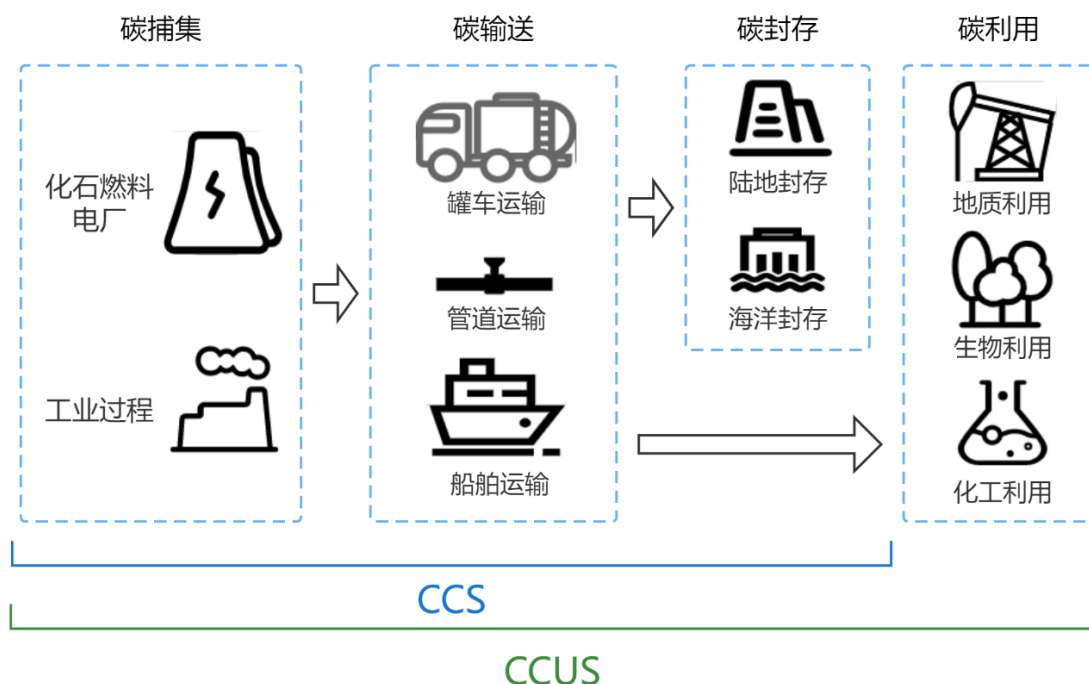 碳捕集
碳输送
碳封存
碳利用
化石燃料
电厂
工业过程
罐车运输
管道运输
船舶运输
陆地封存
海洋封存
地质利用
生物利用
化工利用
CCS
CCUS